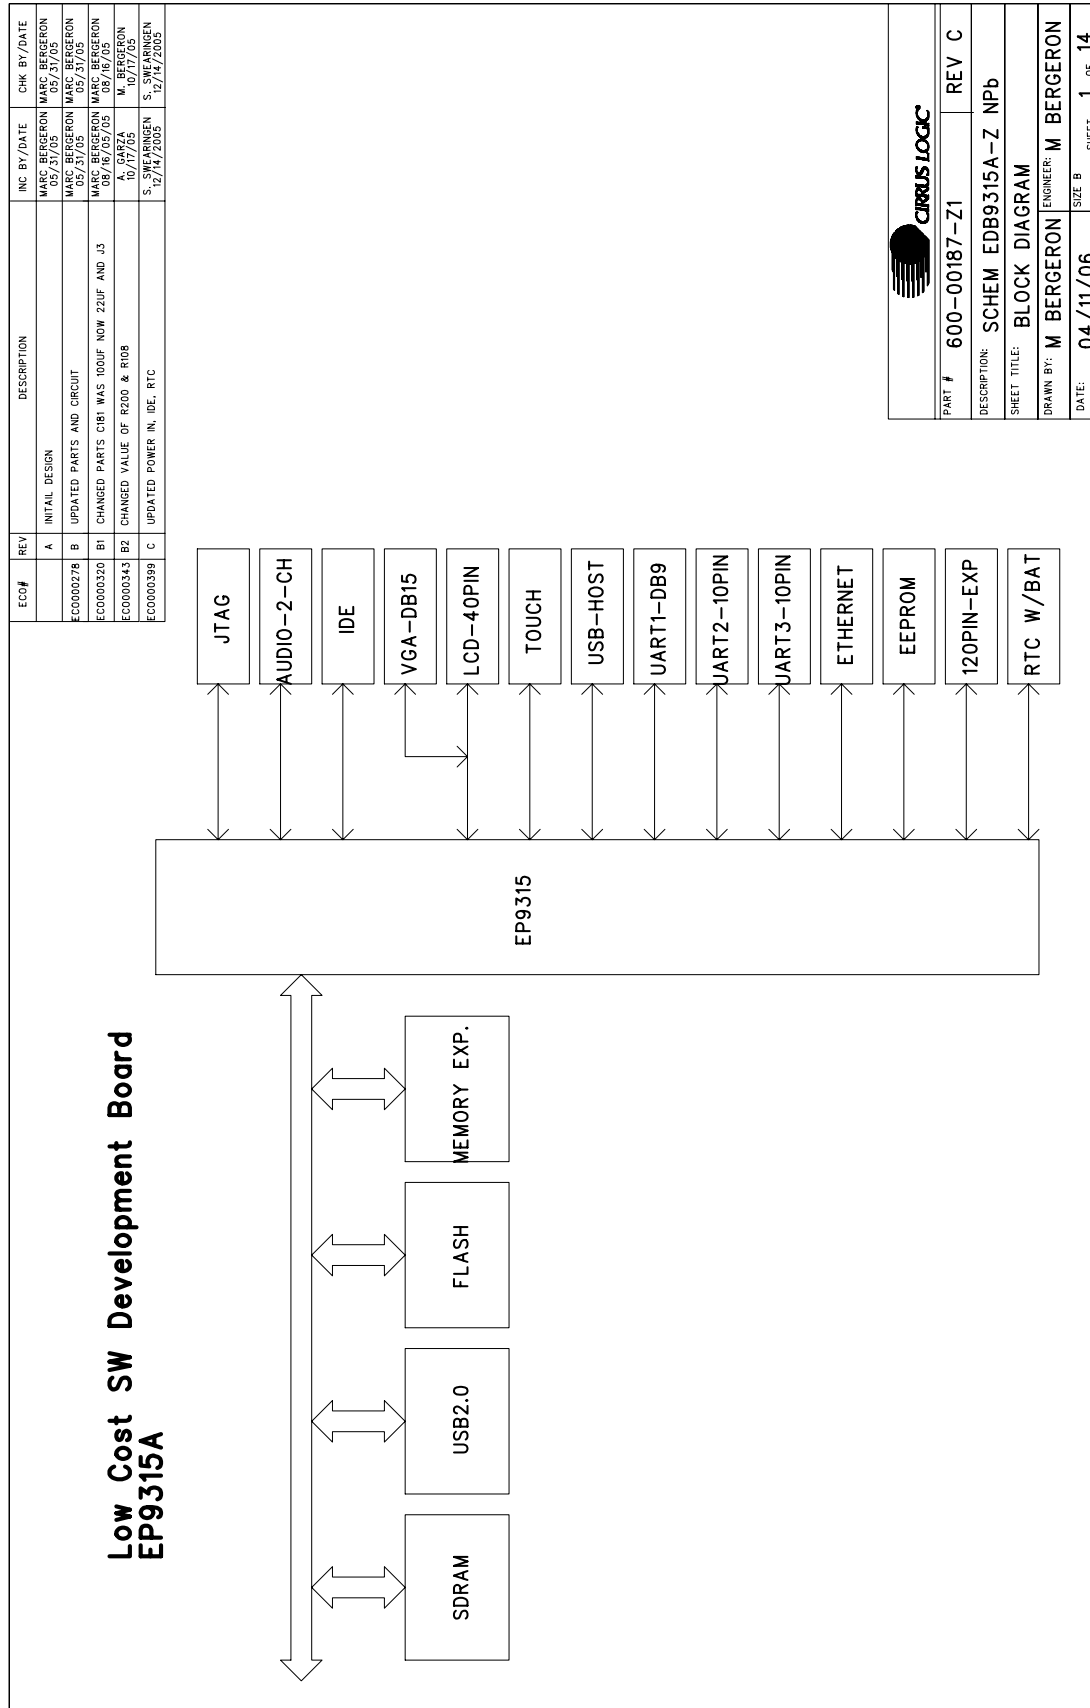 Low Cost SW Development Board
EP9315A
ECO# REV DESCRIPTION INC BY/DATE CHK BY/DATE
A INITAIL DESIGN MARC BERGERON 05/31/05 MARC BERGERON 05/31/05
EC0000278 B UPDATED PARTS AND CIRCUIT MARC BERGERON 05/31/05 MARC BERGERON 05/31/05
EC0000320 B1 CHANGED PARTS C181 WAS 100UF NOW 22UF AND J3 MARC BERGERON 08/16/05/05 MARC BERGERON 08/16/05
EC0000343 B2 CHANGED VALUE OF R200 & R108 A. GARZA 10/17/05 M. BERGERON 10/17/05
EC0000399 C UPDATED POWER IN, IDE, RTC S. SWEARINGEN 12/14/2005 S. SWEARINGEN 12/14/2005
SDRAM
USB2.0
FLASH
MEMORY EXP.
EP9315
JTAG
AUDIO-2-CH
IDE
VGA-DB15
LCD-40PIN
TOUCH
USB-HOST
UART1-DB9
UART2-10PIN
UART3-10PIN
ETHERNET
EEPROM
120PIN-EXP
RTC W/BAT
CIRRUS LOGIC
PART # 600-00187-Z1 REV C
DESCRIPTION: SCHEM EDB9315A-Z NPb
SHEET TITLE: BLOCK DIAGRAM
DRAWN BY: M BERGERON ENGINEER: M BERGERON
DATE: 04/11/06 SIZE B SHEET 1 OF 14